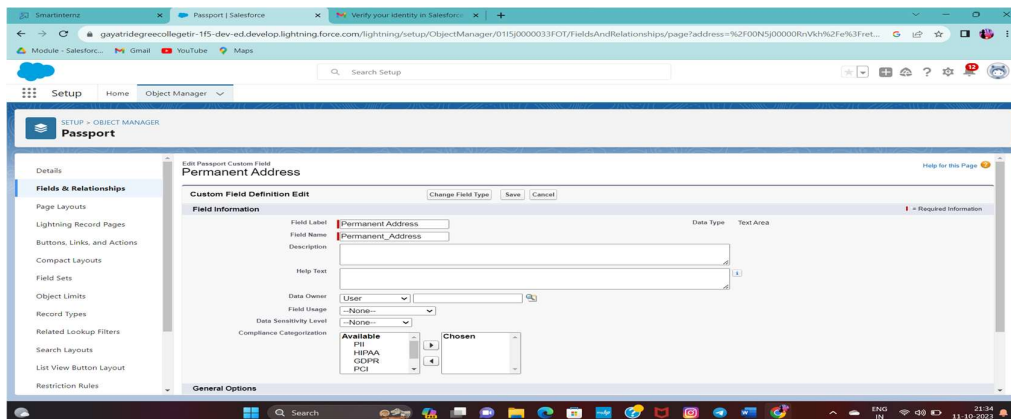 Smartinternz
Passport | Salesforce
Verify your identity in Salesforce
gayatridegreecollegetir-1f5-dev-ed.develop.lightning.force.com/lightning/setup/ObjectManager/01I5j0000033FOT/FieldsAndRelationships/page?address=%2F00N5j00000RnVkh%2Fe%3Fret...
Module - Salesforc... Gmail YouTube Maps
Search Setup
12
Setup Home Object Manager
SETUP > OBJECT MANAGER
Passport
Details
Fields & Relationships
Page Layouts
Lightning Record Pages
Buttons, Links, and Actions
Compact Layouts
Field Sets
Object Limits
Record Types
Related Lookup Filters
Search Layouts
List View Button Layout
Restriction Rules
Edit Passport Custom Field
Permanent Address
Help for this Page
Custom Field Definition Edit Change Field Type Save Cancel
Field Information
= Required Information
Field Label Permanent Address Data Type Text Area
Field Name Permanent_Address
Description
Help Text
Data Owner User
Field Usage --None--
Data Sensitivity Level --None--
Compliance Categorization
Available Chosen
PII
HIPAA
GDPR
PCI
General Options
Search
ENG
IN
21:34
11-10-2023